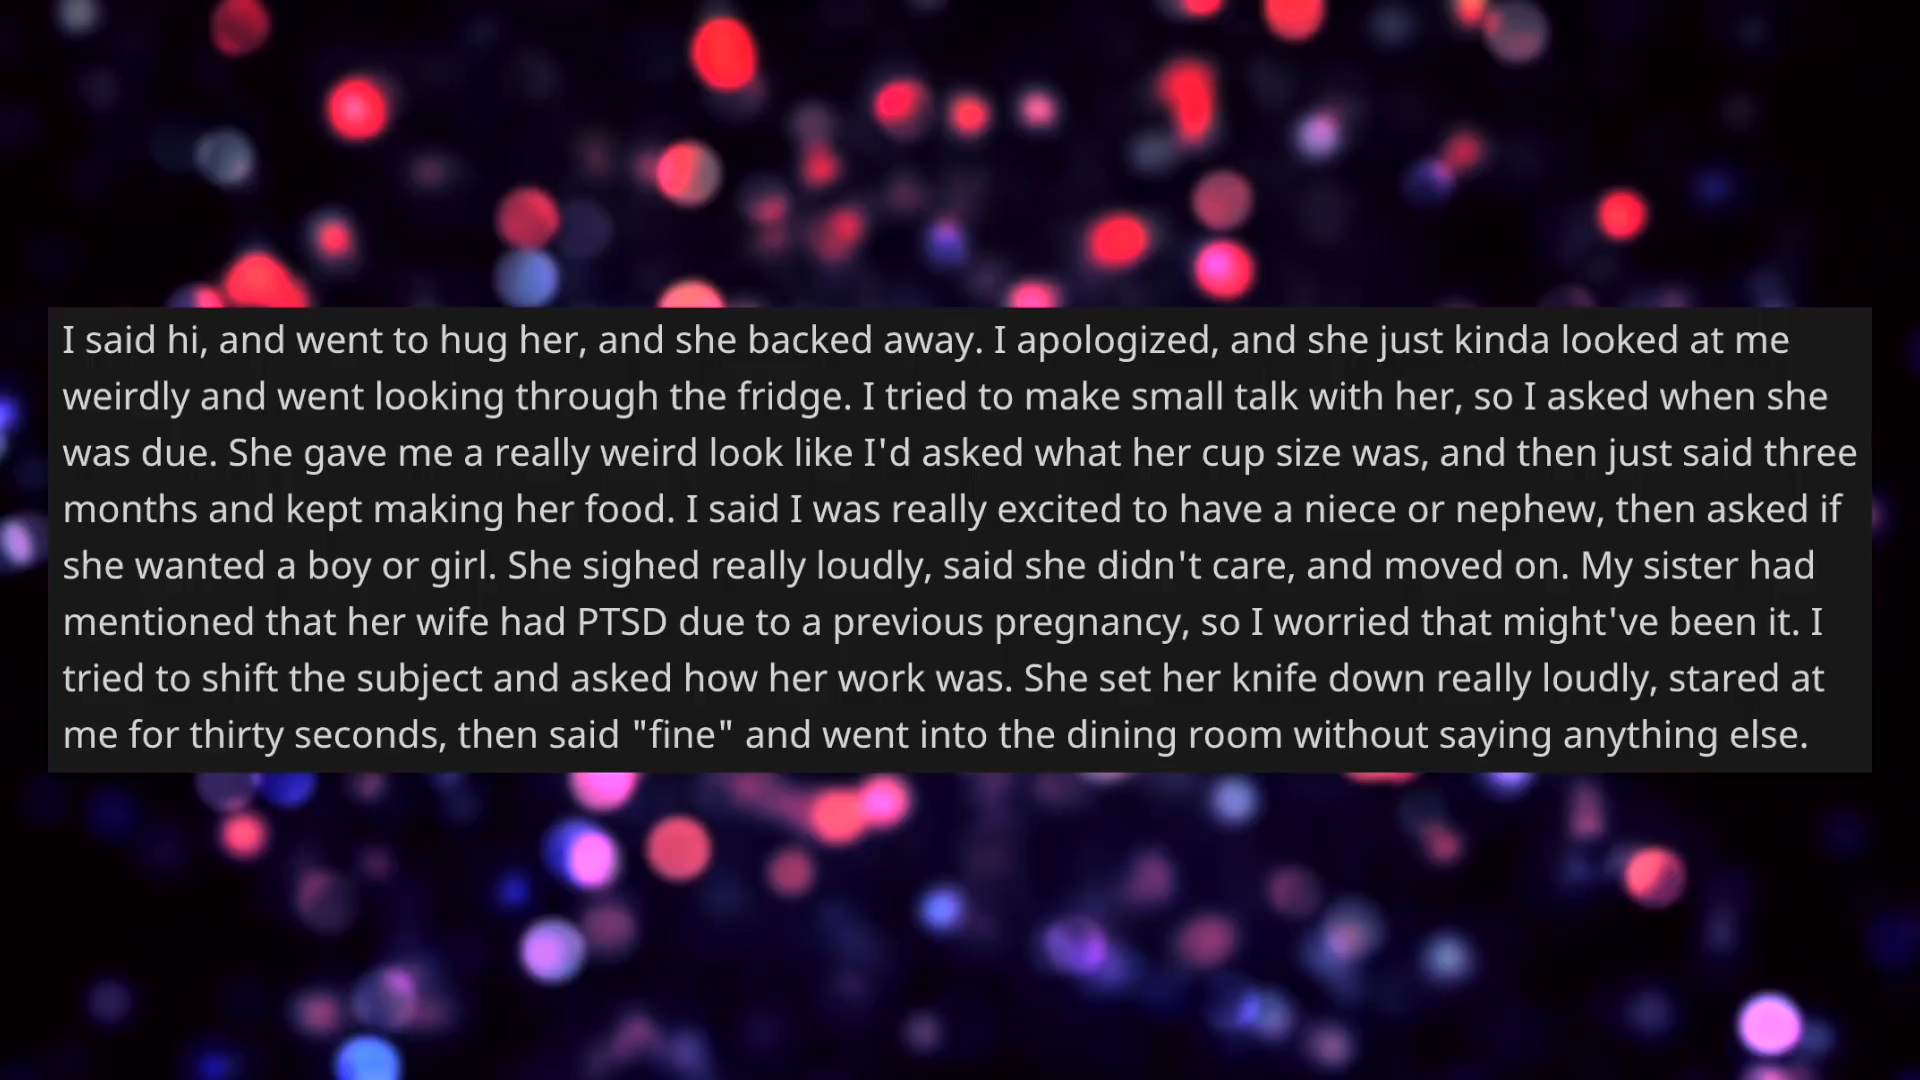 I said hi, and went to hug her, and she backed away. I apologized, and she just kinda looked at me
weirdly and went looking through the fridge. I tried to make small talk with her, so I asked when she
was due. She gave me a really weird look like I'd asked what her cup size was, and then just said three
months and kept making her food. I said I was really excited to have a niece or nephew, then asked if
she wanted a boy or girl. She sighed really loudly, said she didn't care, and moved on. My sister had
mentioned that her wife had PTSD due to a previous pregnancy, so I worried that might've been it. I
tried to shift the subject and asked how her work was. She set her knife down really loudly, stared at
me for thirty seconds, then said "fine" and went into the dining room without saying anything else.